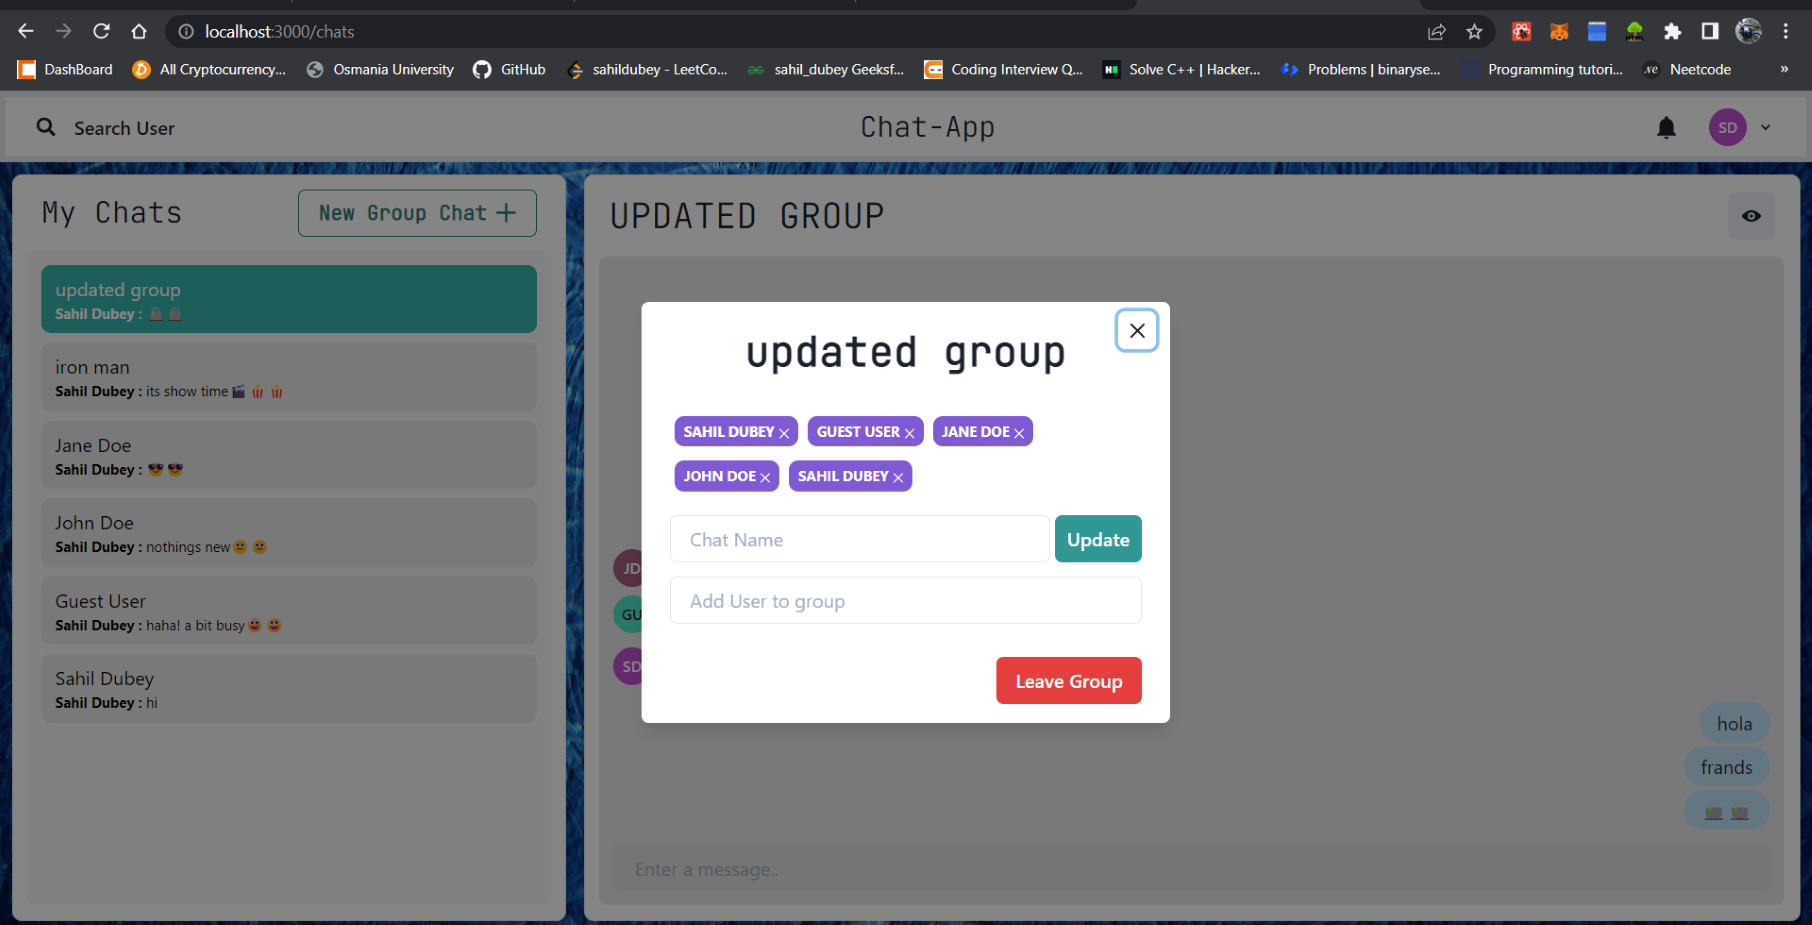 localhost:3000/chats
DashBoard All Cryptocurrency... Osmania University GitHub sahildubey - LeetCo... sahil_dubey Geeksf... Coding Interview Q... Solve C++ | Hacker... Problems | binaryse... Programming tutori... Neetcode »
Search User Chat-App SD
My Chats New Group Chat
updated group
Sahil Dubey :
iron man
Sahil Dubey : its show time 🎬 🍿 🍿
Jane Doe
Sahil Dubey : 😎 😎
John Doe
Sahil Dubey : nothings new
Guest User
Sahil Dubey : haha! a bit busy
Sahil Dubey
Sahil Dubey : hi
UPDATED GROUP
updated group
SAHIL DUBEY GUEST USER JANE DOE
JOHN DOE SAHIL DUBEY
Chat Name Update
Add User to group
Leave Group
JD
GU
SD
hola
frands
Enter a message..